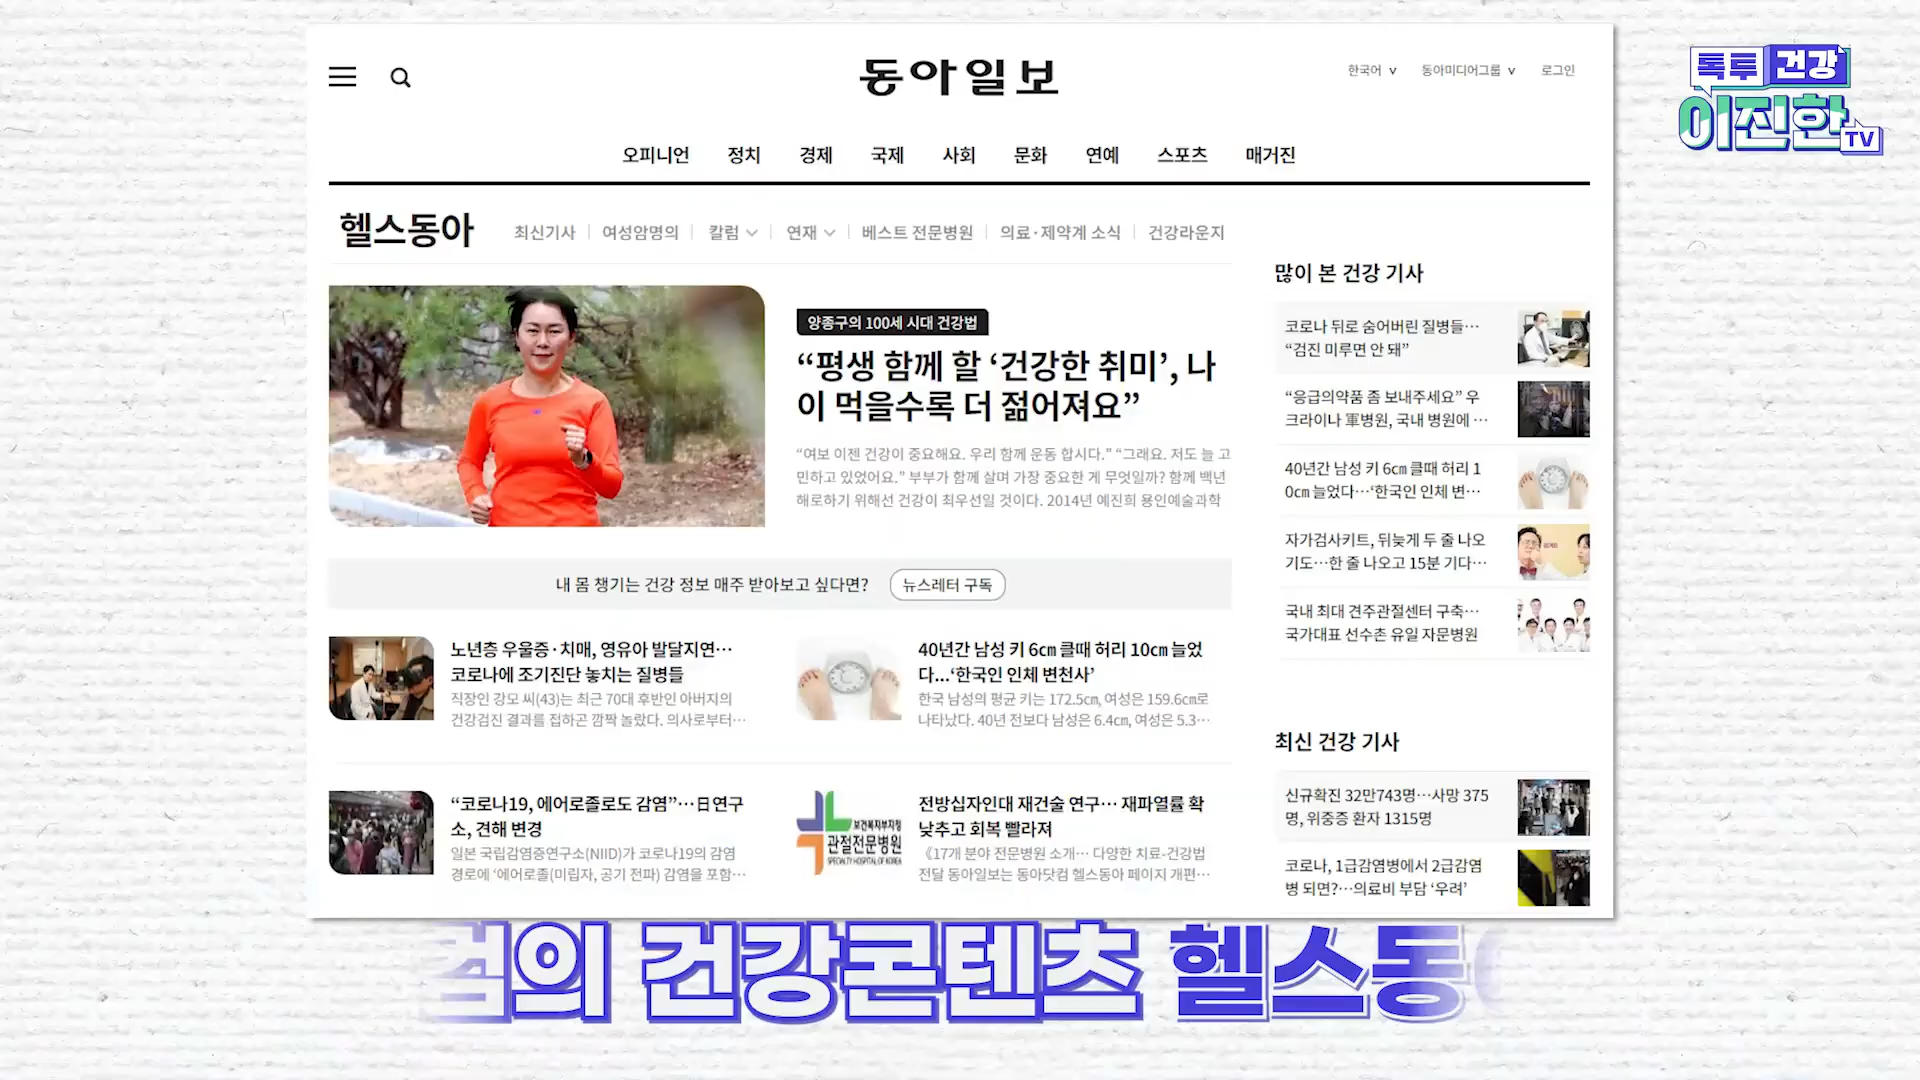 동아일보
한국어 ∨ 동아미디어그룹 ∨ 로그인
톡투 건강
이진한 TV
오피니언 정치 경제 국제 사회 문화 연예 스포츠 매거진
헬스동아 최신기사 여성암명의 칼럼 연재 베스트 전문병원 의료·제약계 소식 건강라운지
양종구의 100세 시대 건강법
“평생 함께 할 ‘건강한 취미’, 나
이 먹을수록 더 젊어져요”
“여보 이젠 건강이 중요해요. 우리 함께 운동 합시다.” “그래요. 저도 늘 고
민하고 있었어요.” 부부가 함께 살며 가장 중요한 게 무엇일까? 함께 백년
해로하기 위해선 건강이 최우선일 것이다. 2014년 예진희 용인예술과학
내 몸 챙기는 건강 정보 매주 받아보고 싶다면? 뉴스레터 구독
노년층 우울증·치매, 영유아 발달지연…
코로나에 조기진단 놓치는 질병들
직장인 강모 씨(43)는 최근 70대 후반인 아버지의
건강검진 결과를 접하곤 깜짝 놀랐다. 의사로부터…
40년간 남성 키 6㎝ 클때 허리 10㎝ 늘었
다...‘한국인 인체 변천사’
한국 남성의 평균 키는 172.5㎝, 여성은 159.6㎝로
나타났다. 40년 전보다 남성은 6.4㎝, 여성은 5.3…
“코로나19, 에어로졸로도 감염”…日연구
소, 견해 변경
일본 국립감염증연구소(NIID)가 코로나19의 감염
경로에 ‘에어로졸(미립자, 공기 전파) 감염을 포함…
보건복지부지정
관절전문병원
SPECIALTY HOSPITAL OF KOREA
전방십자인대 재건술 연구… 재파열률 확
낮추고 회복 빨라져
《17개 분야 전문병원 소개… 다양한 치료-건강법
전달 동아일보는 동아닷컴 헬스동아 페이지 개편…
많이 본 건강 기사
코로나 뒤로 숨어버린 질병들…
“검진 미루면 안 돼”
“응급의약품 좀 보내주세요” 우
크라이나 軍병원, 국내 병원에 …
40년간 남성 키 6㎝ 클때 허리 1
0㎝ 늘었다…‘한국인 인체 변…
자가검사키트, 뒤늦게 두 줄 나오
기도…한 줄 나오고 15분 기다…
국내 최대 견주관절센터 구축…
국가대표 선수촌 유일 자문병원
최신 건강 기사
신규확진 32만743명…사망 375
명, 위중증 환자 1315명
코로나, 1급감염병에서 2급감염
병 되면?…의료비 부담 ‘우려’
컴의 건강콘텐츠 헬스동